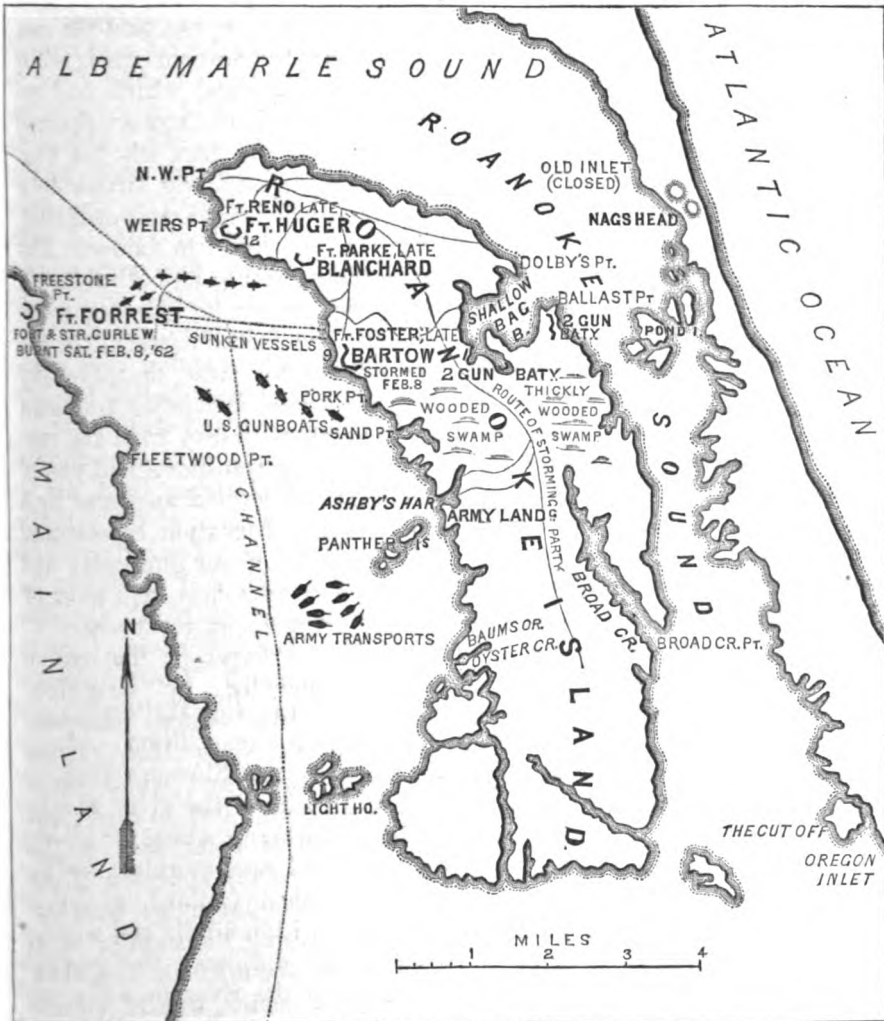 ALBEMARLE SOUND
ATLANTIC OCEAN
ROANOKE SOUND
OLD INLET
(CLOSED)
NAGSHEAD
N.W. PT
FT. RENO LATE
WEIRS PT.
FT. HUGER
12
FT. PARKE, LATE
BLANCHARD
DOLBY'S PT.
FREESTONE
PT.
FT. FORREST
FORT & STR. CURLEW
BURNT SAT. FEB. 8, '62
SUNKEN VESSELS
SHALLOW
BAG
B.
BALLAST PT
2 GUN
BATY
POND I
FT. FOSTER, LATE
9
BARTOW
STORMED
FEB. 8
2 GUN BATY
THICKLY
WOODED
SWAMP
WOODED
SWAMP
ROUTE OF STORMING PARTY
PORK PT.
U.S. GUNBOATS
SAND PT.
FLEETWOOD PT.
CHANNEL
MAINLAND
ROANOKE ISLAND
ASHBY'S HAR
ARMY LANDG
PANTHER IS
BROAD CR.
ARMY TRANSPORTS
BAUMS OR.
OYSTER CR.
BROAD CR. PT.
N
LIGHT HO.
THE CUT OFF
OREGON
INLET
MILES
1 2 3 4